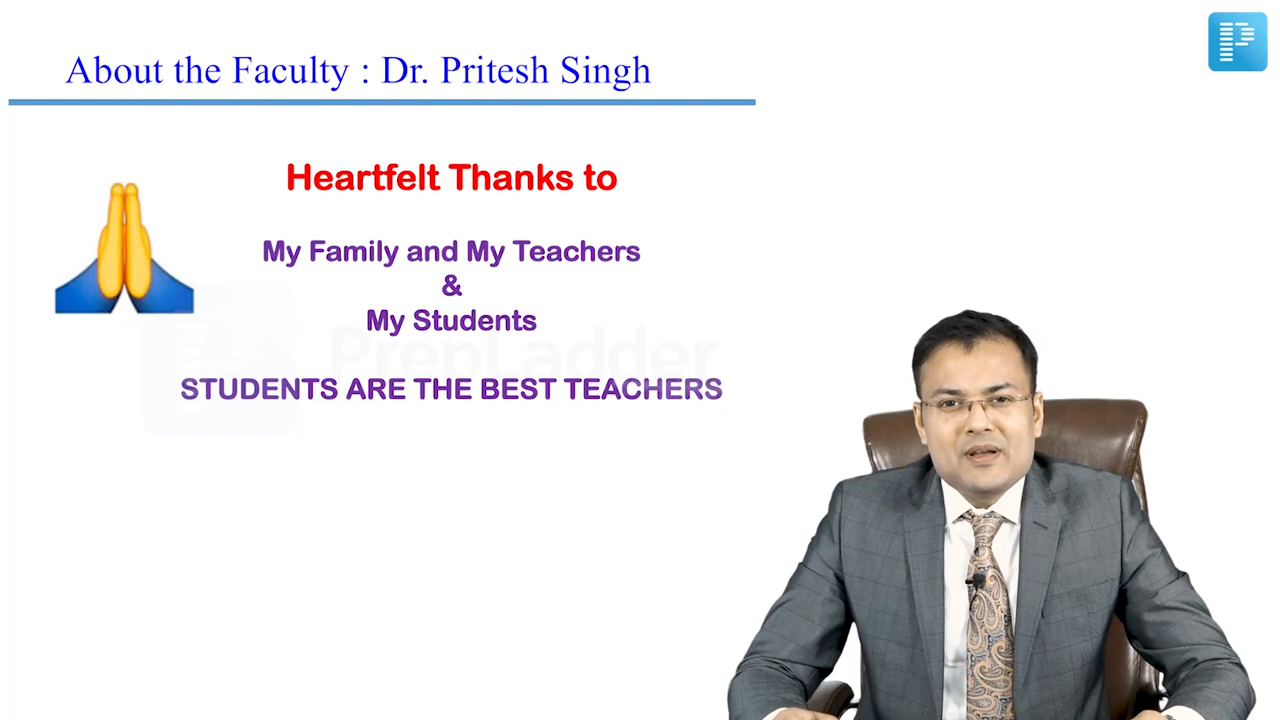 About the Faculty : Dr. Pritesh Singh
Heartfelt Thanks to
My Family and My Teachers
&
My Students
PrepLadder
STUDENTS ARE THE BEST TEACHERS